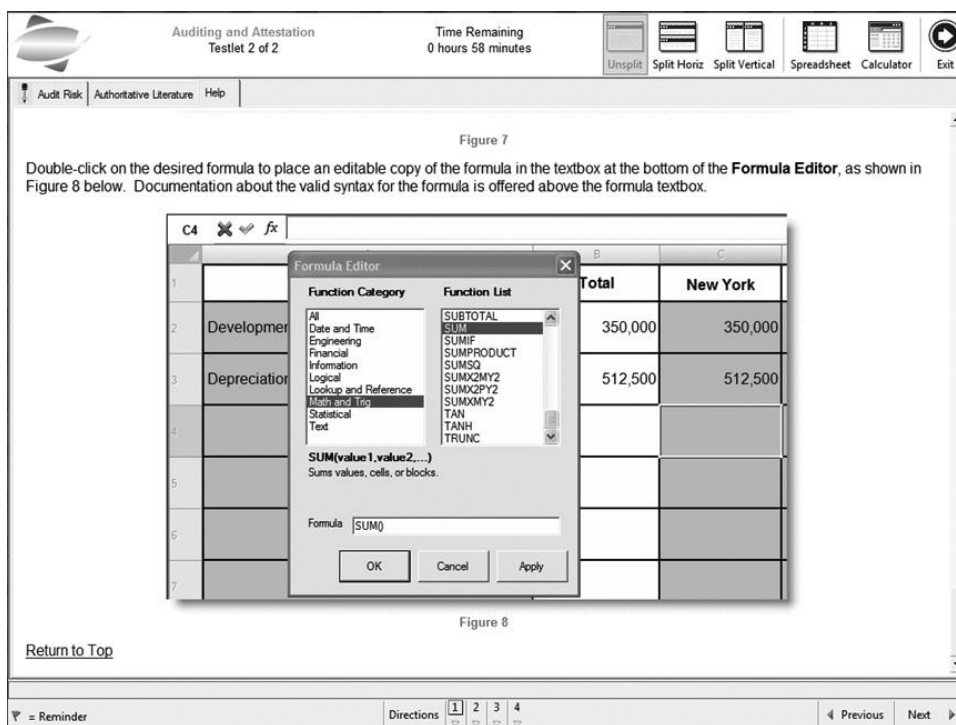 Auditing and Attestation
Testlet 2 of 2
Time Remaining
0 hours 58 minutes
Unsplit
Split Horiz
Split Vertical
Spreadsheet
Calculator
Exit
Audit Risk
Authoritative Literature
Help
Figure 7
Double-click on the desired formula to place an editable copy of the formula in the textbox at the bottom of the Formula Editor, as shown in
Figure 8 below. Documentation about the valid syntax for the formula is offered above the formula textbox.
C4
fx
B
C
1
Total
New York
2
Developmen
350,000
350,000
3
Depreciation
512,500
512,500
4
5
6
7
Formula Editor
Function Category
All
Date and Time
Engineering
Financial
Information
Logical
Lookup and Reference
Math and Trig
Statistical
Text
Function List
SUBTOTAL
SUM
SUMIF
SUMPRODUCT
SUMSQ
SUMX2MY2
SUMX2PY2
SUMXMY2
TAN
TANH
TRUNC
SUM(value1,value2,...)
Sums values, cells, or blocks.
Formula
SUM()
OK
Cancel
Apply
Figure 8
Return to Top
= Reminder
Directions
1
2
3
4
Previous
Next